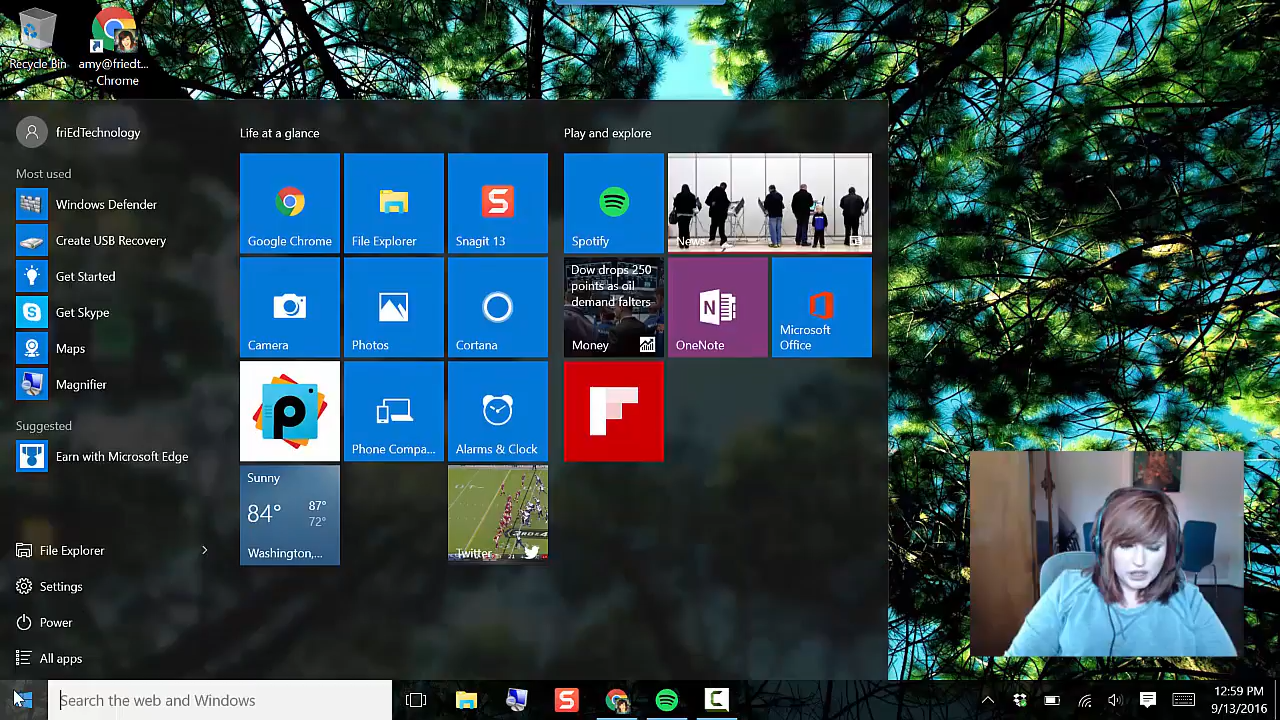 Recycle Bin
amy@friedt...
- Chrome
friEdTechnology
Most used
Windows Defender
Create USB Recovery
Get Started
Get Skype
Maps
Magnifier
Suggested
Earn with Microsoft Edge
File Explorer
Settings
Power
All apps
Life at a glance
Google Chrome
File Explorer
Snagit 13
Camera
Photos
Cortana
Phone Compa...
Alarms & Clock
Sunny
84°
87°
72°
Washington,...
Twitter
Play and explore
Spotify
News
Dow drops 250
points as oil
demand falters
Money
OneNote
Microsoft
Office
Search the web and Windows
12:59 PM
9/13/2016